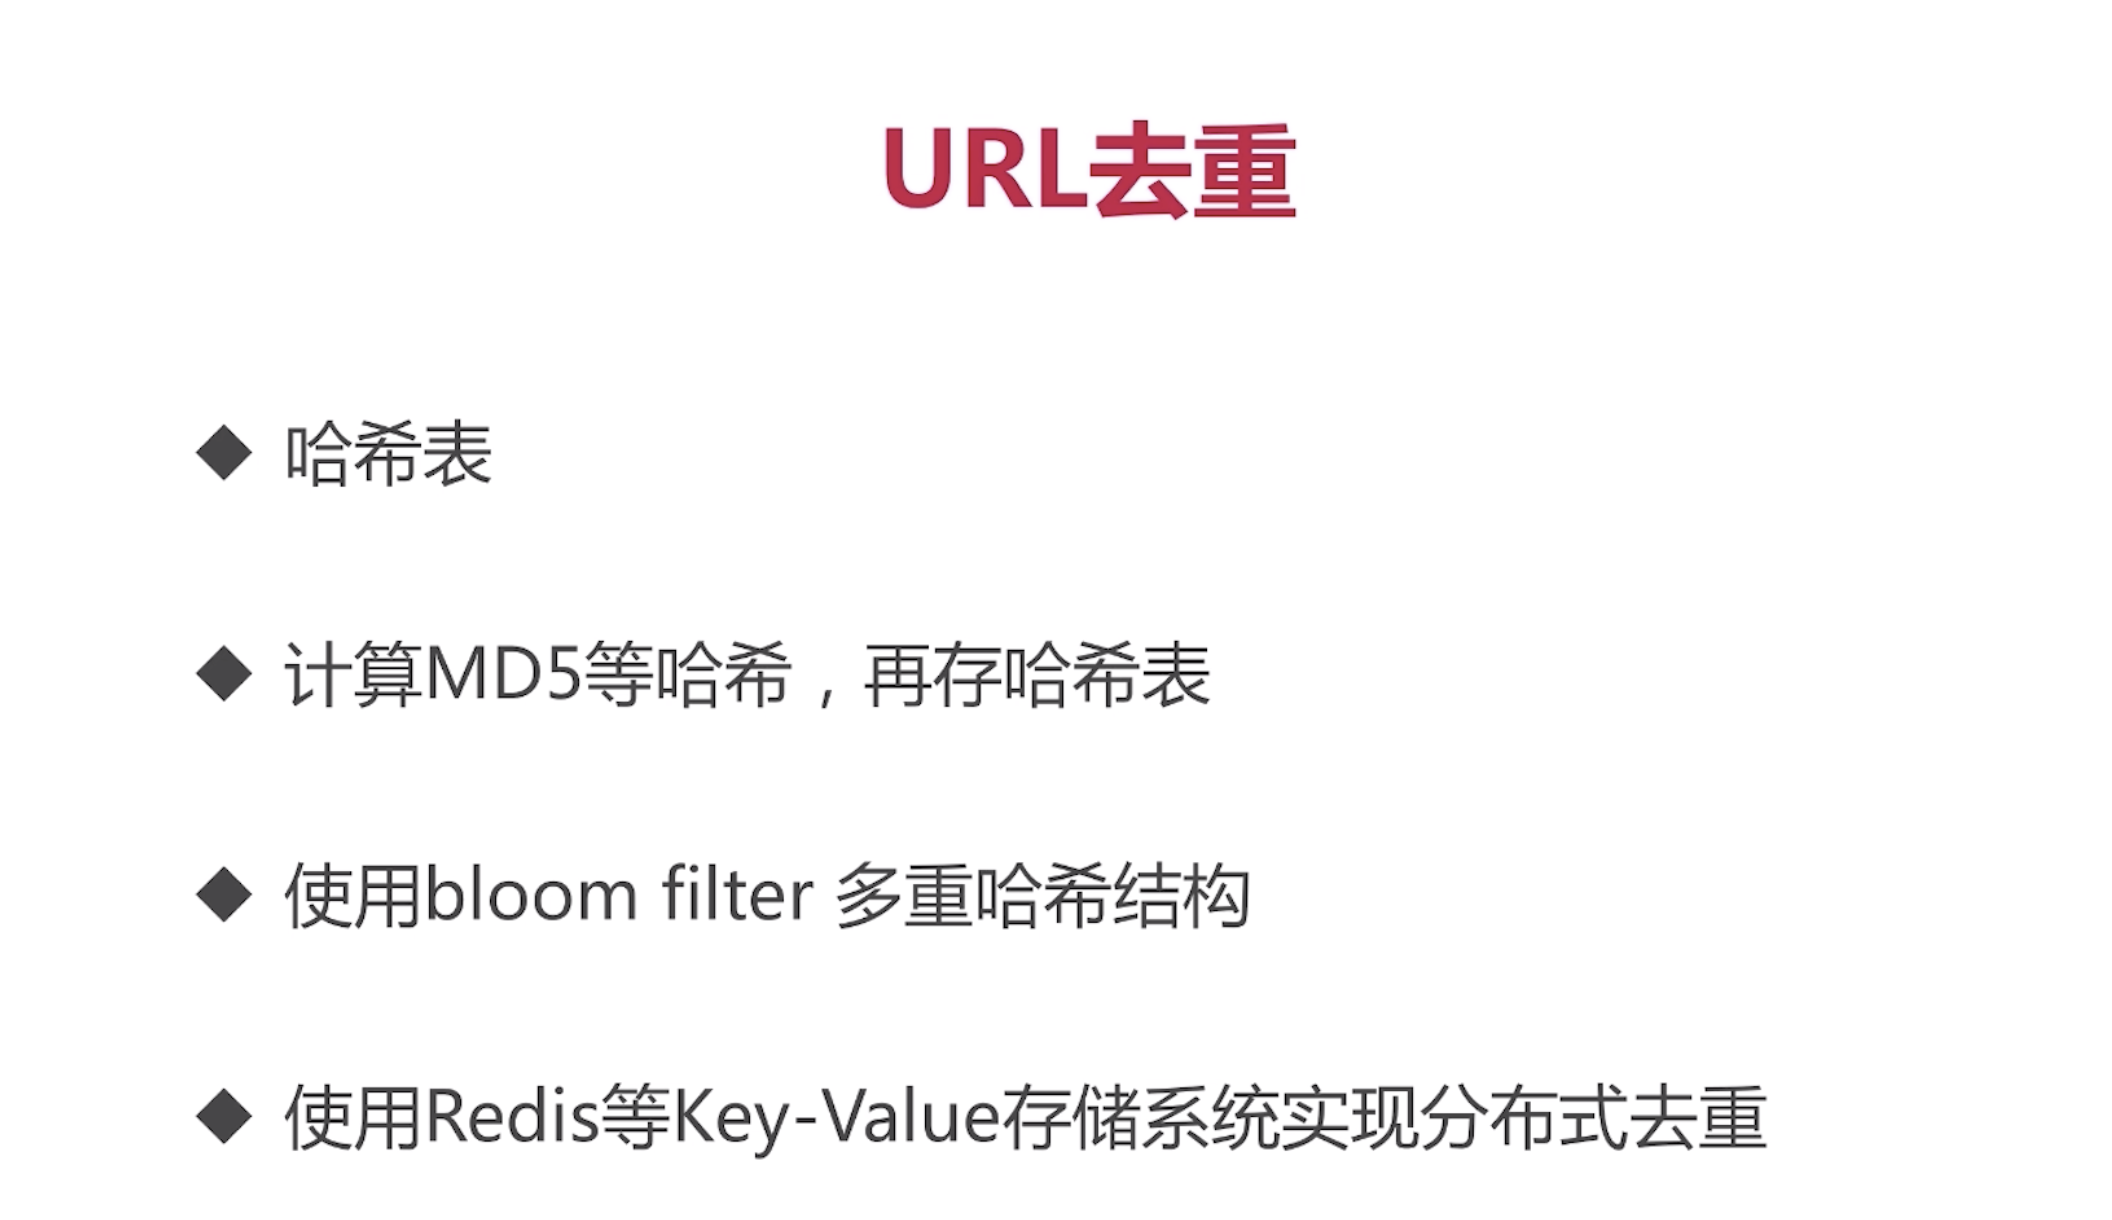 URL去重
◆ 哈希表
◆ 计算MD5等哈希，再存哈希表
◆ 使用bloom filter 多重哈希结构
◆ 使用Redis等Key-Value存储系统实现分布式去重